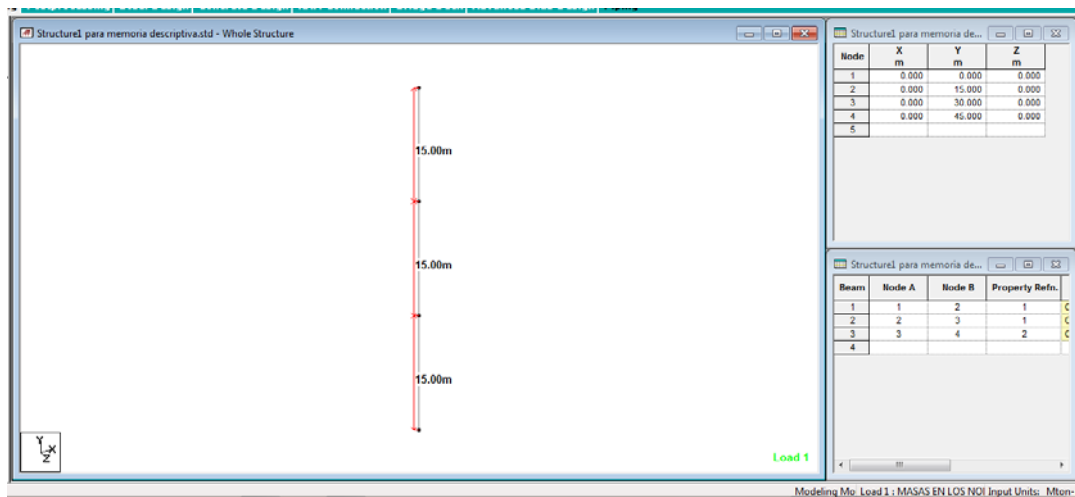 Structure1 para memoria descriptiva.std - Whole Structure
15.00m
15.00m
15.00m
Y
X
Z
Load 1
Structure1 para memoria de...
Node X m Y m Z m
1 0.000 0.000 0.000
2 0.000 15.000 0.000
3 0.000 30.000 0.000
4 0.000 45.000 0.000
5
Structure1 para memoria de...
Beam Node A Node B Property Refn.
1 1 2 1 C
2 2 3 1 C
3 3 4 2 C
4
Modeling Mo Load 1 : MASAS EN LOS NOI Input Units: Mton-